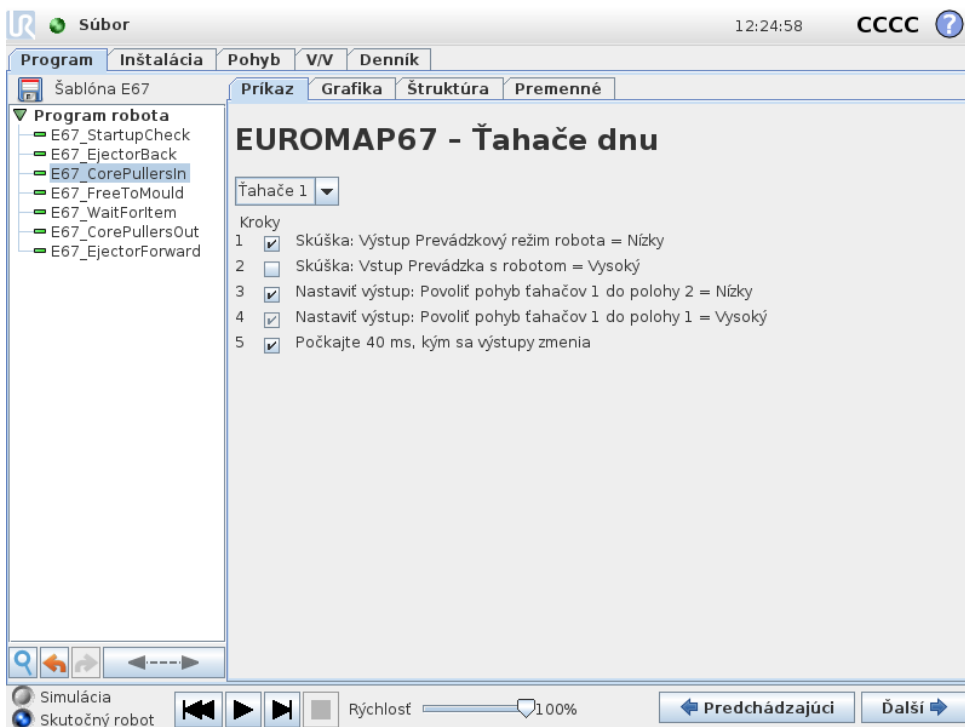 Súbor 12:24:58 CCCC ?
Program Inštalácia Pohyb V/V Denník
Šablóna E67 Príkaz Grafika Štruktúra Premenné
Program robota
E67_StartupCheck
E67_EjectorBack
E67_CorePullersIn
E67_FreeToMould
E67_WaitForItem
E67_CorePullersOut
E67_EjectorForward
EUROMAP67 - Ťahače dnu
Ťahače 1
Kroky
1 Skúška: Výstup Prevádzkový režim robota = Nízky
2 Skúška: Vstup Prevádzka s robotom = Vysoký
3 Nastaviť výstup: Povoliť pohyb ťahačov 1 do polohy 2 = Nízky
4 Nastaviť výstup: Povoliť pohyb ťahačov 1 do polohy 1 = Vysoký
5 Počkajte 40 ms, kým sa výstupy zmenia
Simulácia
Skutočný robot
Rýchlosť 100% Predchádzajúci Ďalší